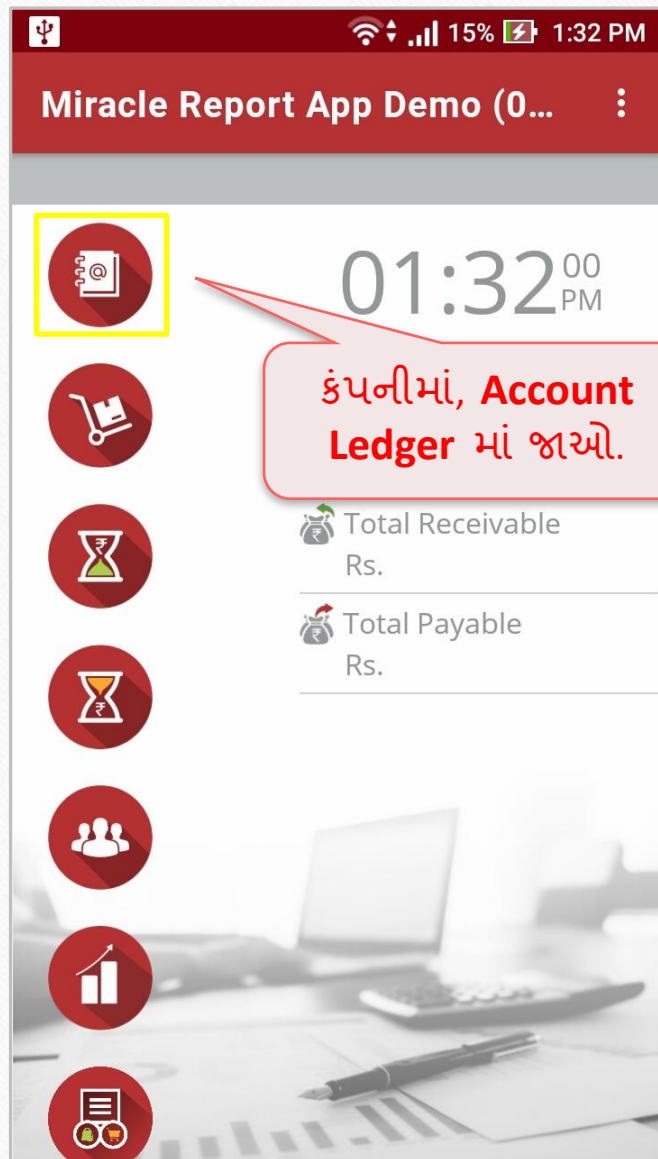 15% 1:32 PM
Miracle Report App Demo (0...
01:32 00 PM
કંપનીમાં, Account
Ledger માં જાઓ.
Total Receivable
Rs.
Total Payable
Rs.